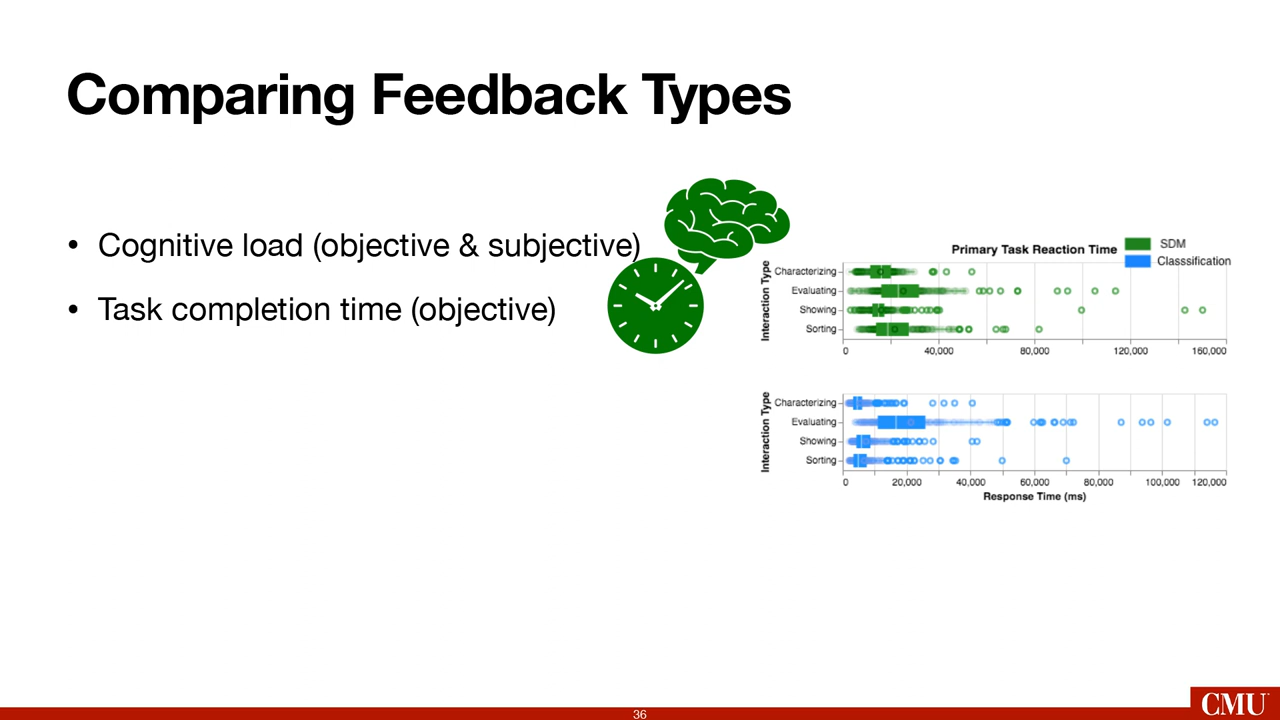 Comparing Feedback Types
• Cognitive load (objective & subjective)
• Task completion time (objective)
Primary Task Reaction Time
SDM
Classsification
Interaction Type
Characterizing
Evaluating
Showing
Sorting
0 40,000 80,000 120,000 160,000
Interaction Type
Characterizing
Evaluating
Showing
Sorting
0 20,000 40,000 60,000 80,000 100,000 120,000
Response Time (ms)
36
CMU